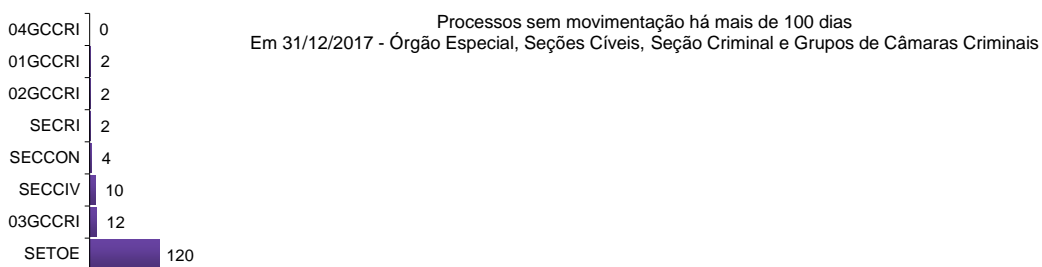 Processos sem movimentação há mais de 100 dias
Em 31/12/2017 - Órgão Especial, Seções Cíveis, Seção Criminal e Grupos de Câmaras Criminais
04GCCRI 0
01GCCRI 2
02GCCRI 2
SECRI 2
SECCON 4
SECCIV 10
03GCCRI 12
SETOE 120